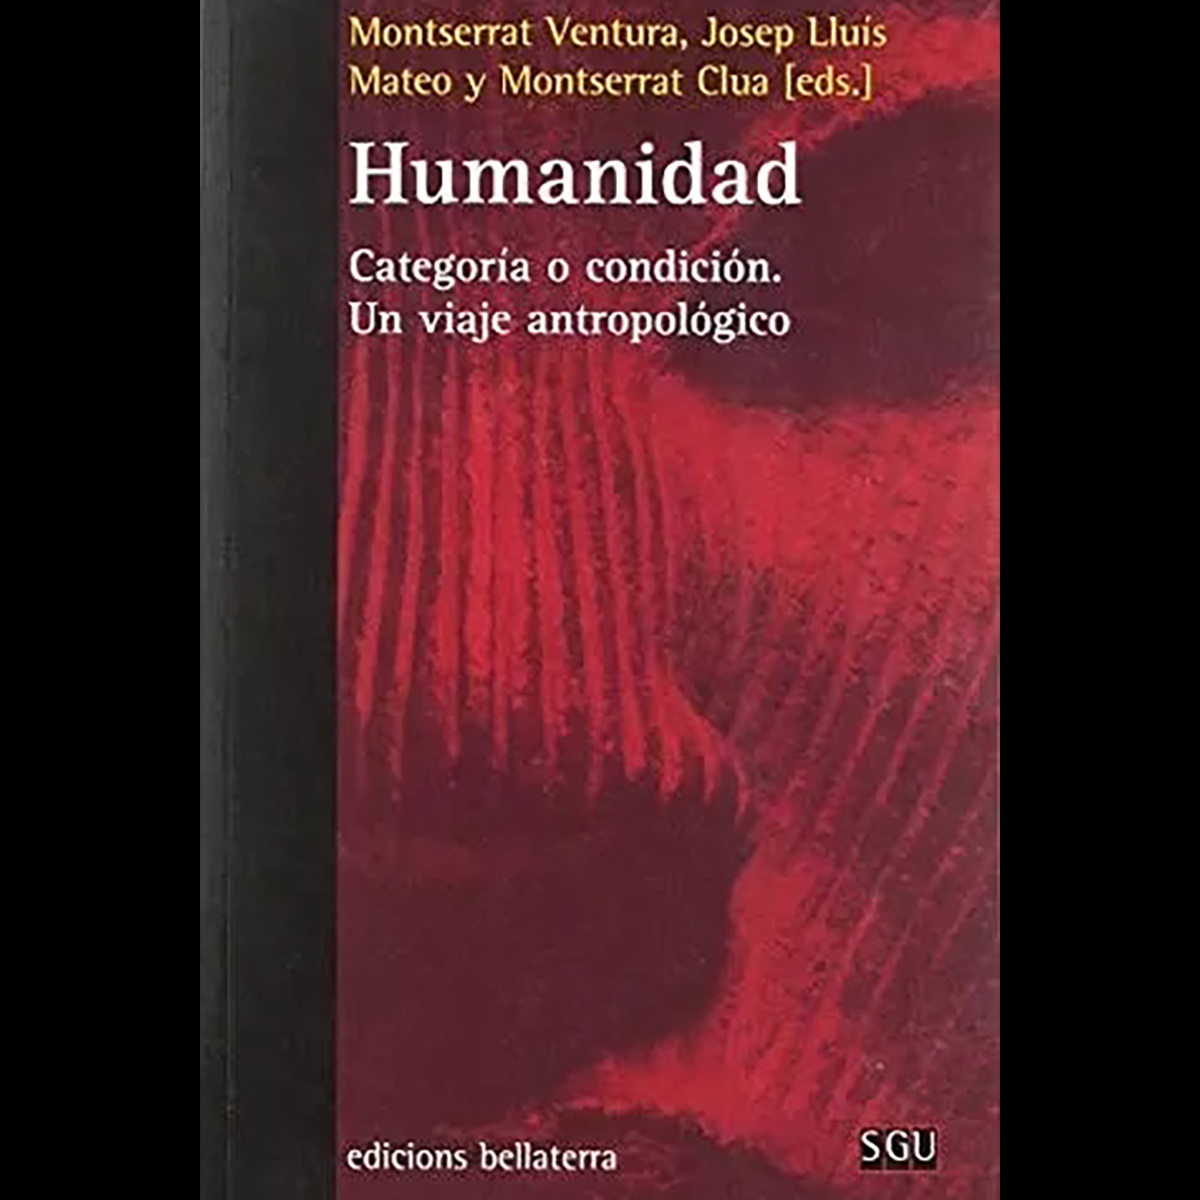 Montserrat Ventura, Josep Lluís
Mateo y Montserrat Clua [eds.]
Humanidad
Categoría o condición.
Un viaje antropológico
edicions bellaterra
SGU